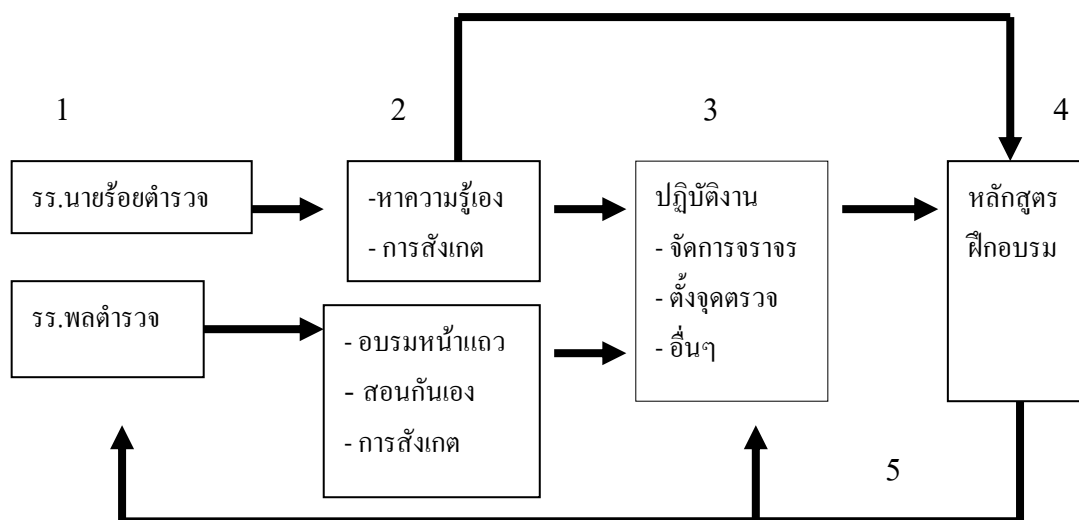 1
2
3
4
รร.นายร้อยตำรวจ
รร.พลตำรวจ
-หาความรู้เอง
- การสังเกต
- อบรมหน้าแถว
- สอนกันเอง
- การสังเกต
ปฏิบัติงาน
- จัดการจราจร
- ตั้งจุดตรวจ
- อื่นๆ
หลักสูตร
ฝึกอบรม
5